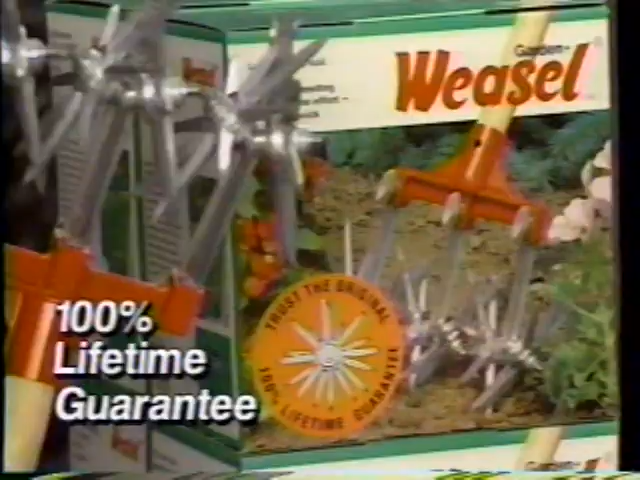 Garden
Weasel
TRUST THE ORIGINAL
100% LIFETIME GUARANTEE
100%
Lifetime
Guarantee